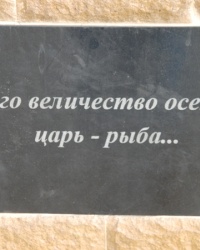 го величество осе
царь - рыба...